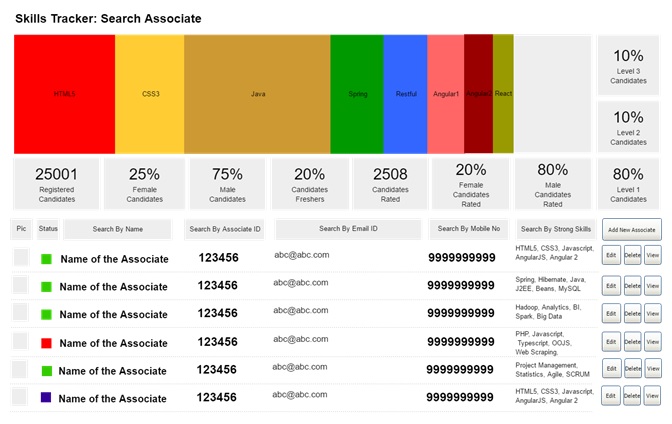 Skills Tracker: Search Associate
HTML5 CSS3 Java Spring Restful Angular1 Angular2 React
10%
Level 3
Candidates
10%
Level 2
Candidates
25001 25% 75% 20% 2508 20% 80% 80%
Registered Female Male Candidates Candidates Female Male Level 1
Candidates Candidates Candidates Freshers Rated Candidates Candidates Candidates
Rated Rated
Pic Status Search By Name Search By Associate ID Search By Email ID Search By Mobile No Search By Strong Skills Add New Associate
Name of the Associate 123456 abc@abc.com 9999999999 HTML5, CSS3, Javascript, Edit Delete View
AngularJS, Angular 2
Name of the Associate 123456 abc@abc.com 9999999999 Spring, Hibernate, Java, Edit Delete View
J2EE, Beans, MySQL
Name of the Associate 123456 abc@abc.com 9999999999 Hadoop, Analytics, BI, Edit Delete View
Spark, Big Data
Name of the Associate 123456 abc@abc.com 9999999999 PHP, Javascript, Edit Delete View
Typescript, OOJS,
Web Scraping,
Name of the Associate 123456 abc@abc.com 9999999999 Project Management, Edit Delete View
Statistics, Agile, SCRUM
Name of the Associate 123456 abc@abc.com 9999999999 HTML5, CSS3, Javascript, Edit Delete View
AngularJS, Angular 2